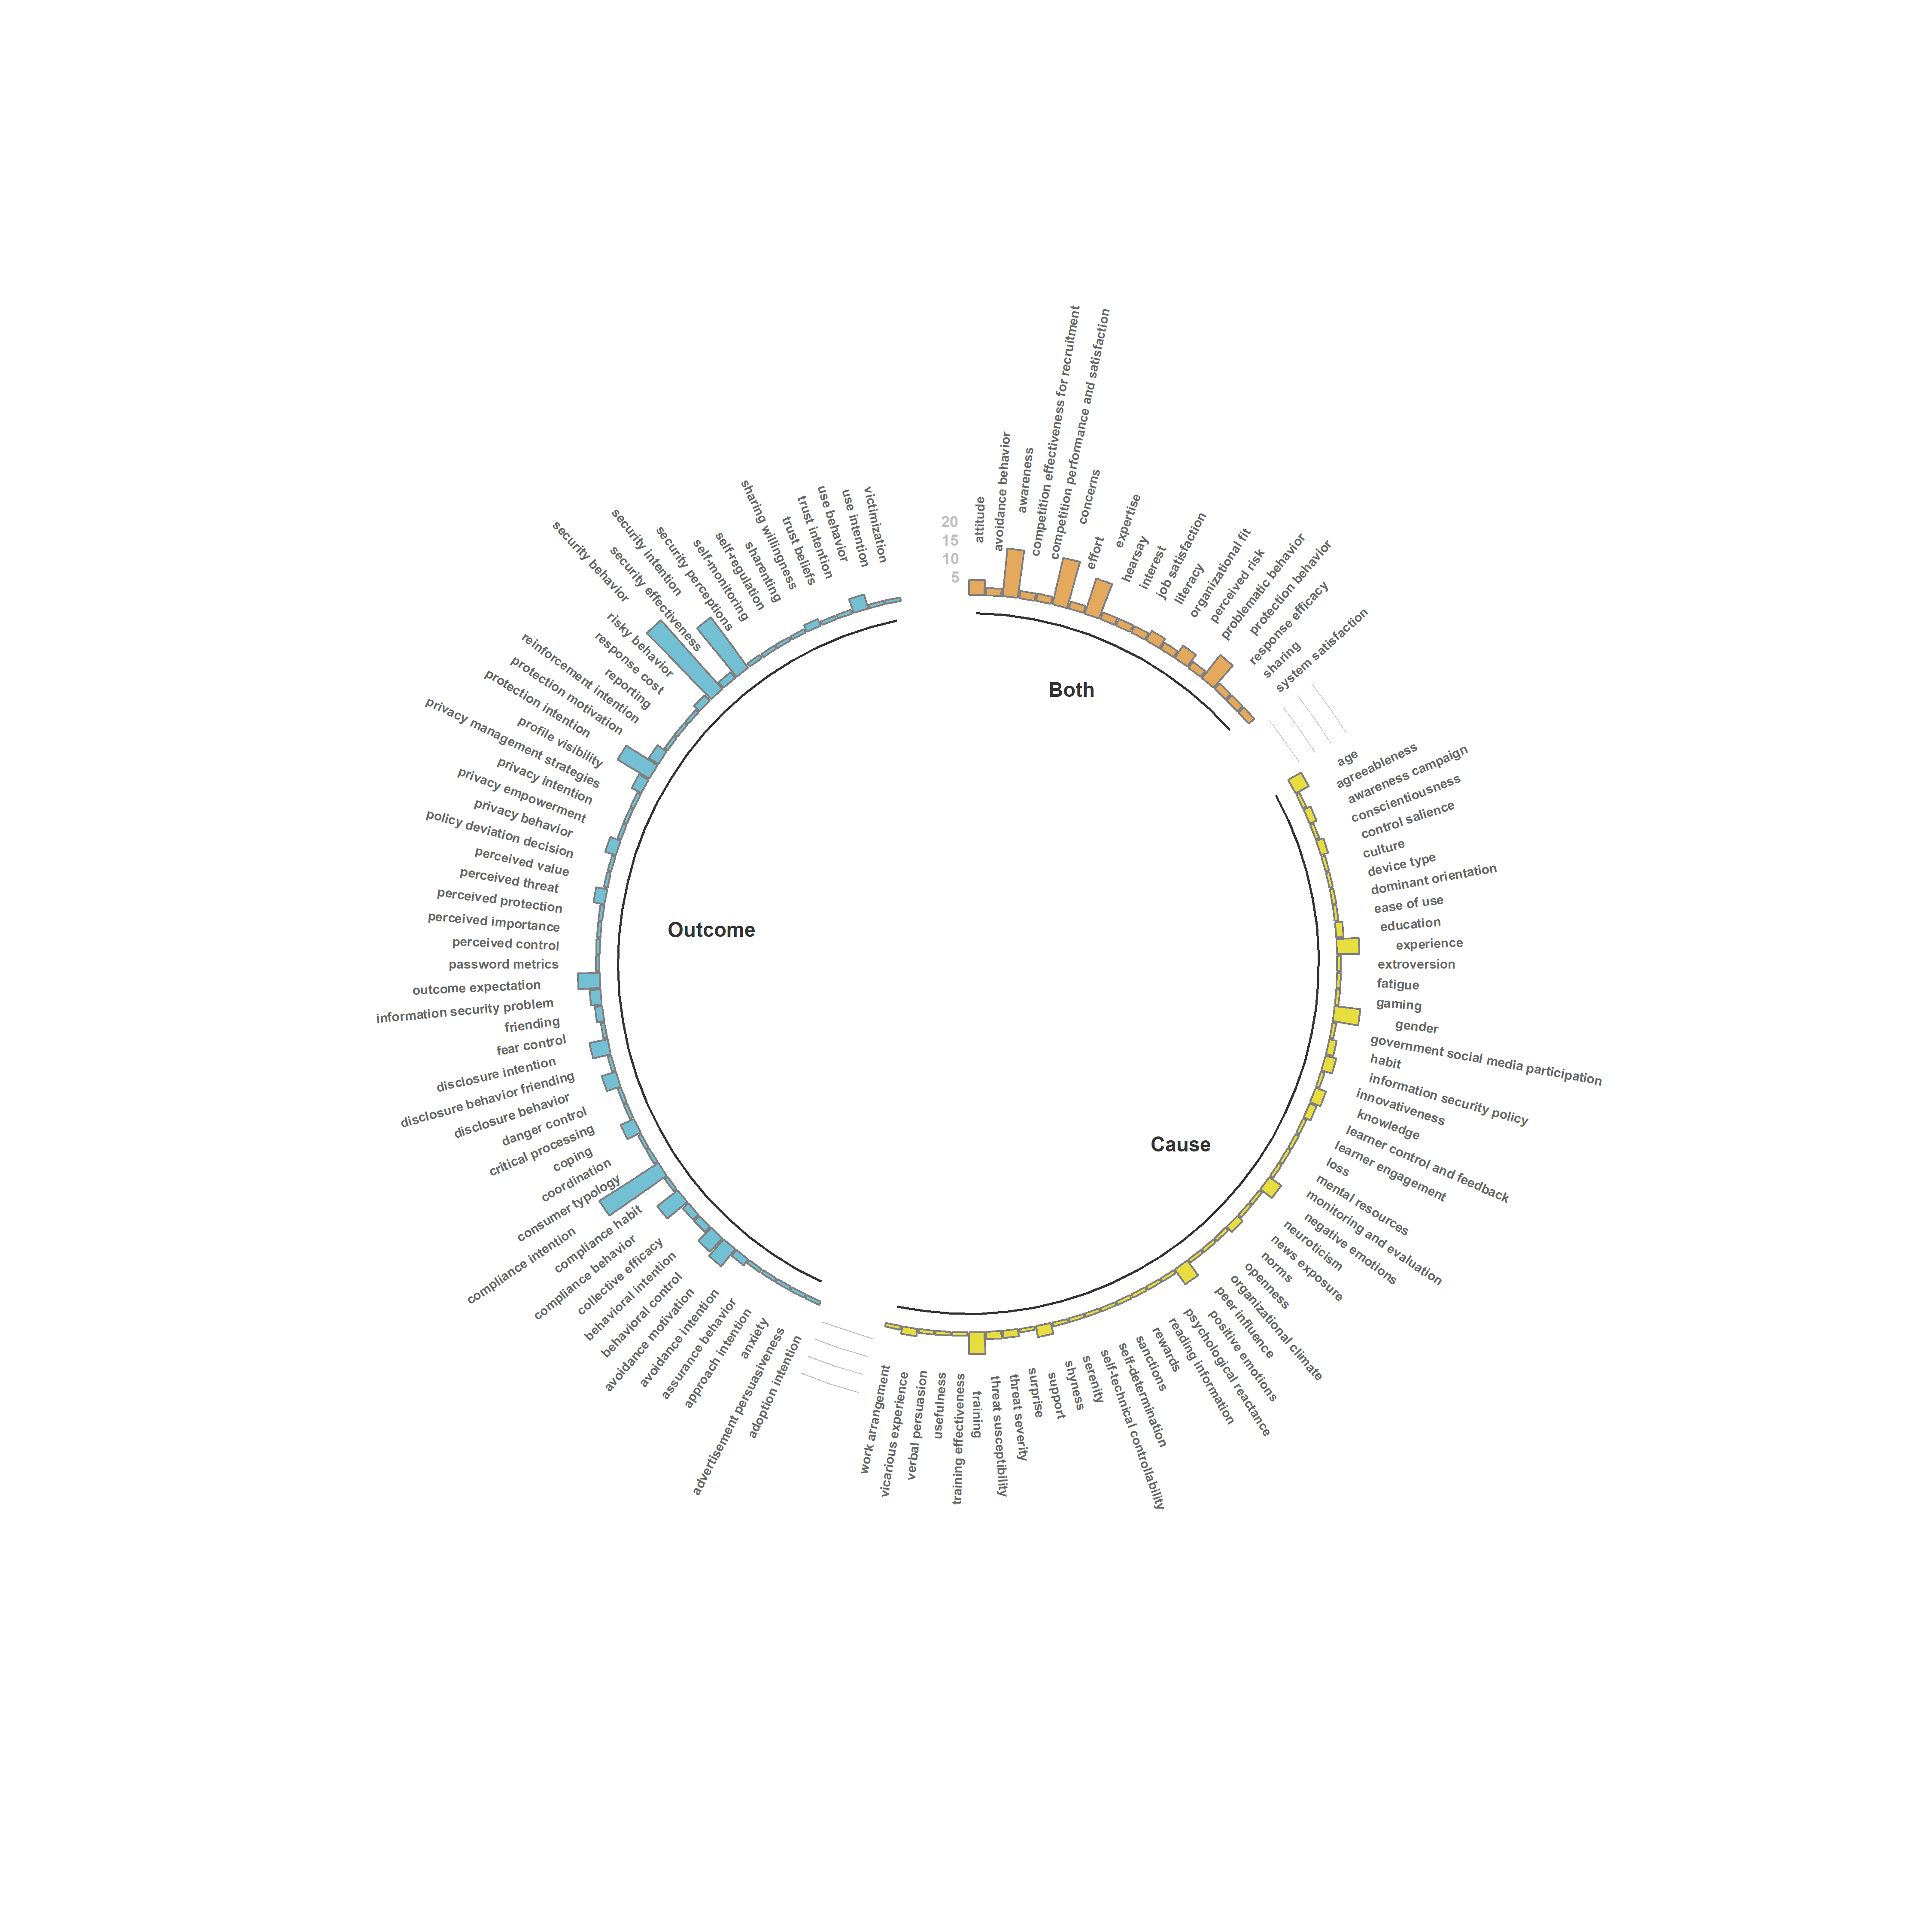 20
15
10
5
attitude
avoidance behavior
awareness
competition effectiveness for recruitment
competition performance and satisfaction
concerns
effort
expertise
hearsay
interest
job satisfaction
literacy
organizational fit
perceived risk
problematic behavior
protection behavior
response efficacy
sharing
system satisfaction
Both
age
agreeableness
awareness campaign
conscientiousness
control salience
culture
device type
dominant orientation
ease of use
education
experience
extroversion
fatigue
gaming
gender
government social media participation
habit
information security policy
innovativeness
knowledge
learner control and feedback
learner engagement
loss
mental resources
monitoring and evaluation
negative emotions
neuroticism
news exposure
norms
openness
organizational climate
peer influence
positive emotions
psychological reactance
reading information
rewards
sanctions
self-determination
self-technical controllability
serenity
shyness
support
surprise
threat severity
threat susceptibility
training
training effectiveness
usefulness
verbal persuasion
vicarious experience
work arrangement
Cause
adoption intention
advertisement persuasiveness
anxiety
approach intention
assurance behavior
avoidance intention
avoidance motivation
behavioral control
behavioral intention
collective efficacy
compliance behavior
compliance habit
compliance intention
consumer typology
coordination
coping
critical processing
danger control
disclosure behavior
disclosure behavior friending
disclosure intention
fear control
friending
information security problem
outcome expectation
password metrics
perceived control
perceived importance
perceived protection
perceived threat
perceived value
policy deviation decision
privacy behavior
privacy empowerment
privacy intention
privacy management strategies
profile visibility
protection intention
protection motivation
reinforcement intention
reporting
response cost
risky behavior
security behavior
security effectiveness
security intention
security perceptions
self-monitoring
self-regulation
sharenting
sharing willingness
trust beliefs
trust intention
use behavior
use intention
victimization
Outcome